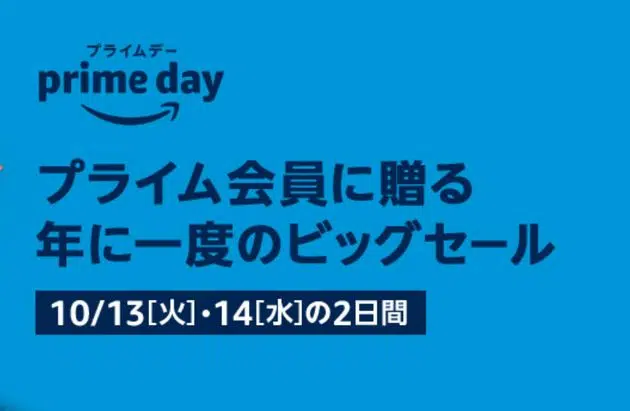 プライムデー
prime day
プライム会員に贈る
年に一度のビッグセール
10/13[火]・14[水]の2日間